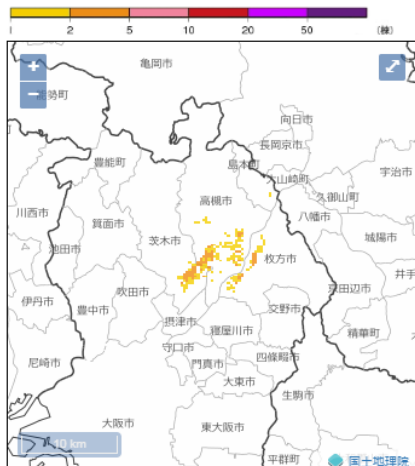 1 2 5 10 20 50 (棟)
亀岡市
+
能勢町
−
向日市
長岡京市
島本町
豊能町
大山崎町
宇治市
高槻市
久御山町
川西市
箕面市
茨木市
八幡市
城陽市
池田市
枚方市
井手
京田辺市
伊丹市
吹田市
豊中市
交野市
摂津市
精華町
寝屋川市
守口市
尼崎市
門真市
四條畷市
大東市
生駒市
大阪市
東大阪市
10 km
平群町
国土地理院